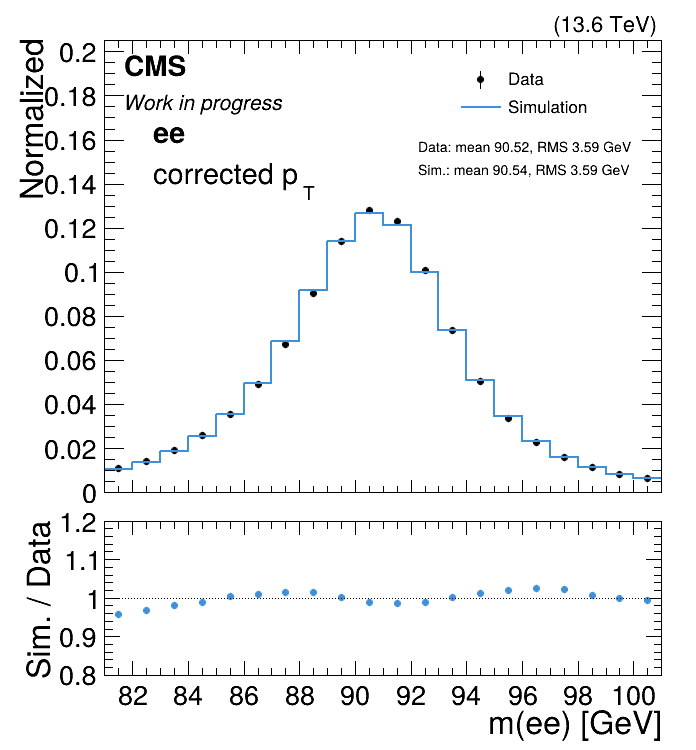 (13.6 TeV)
Normalized
0.2
0.18
0.16
0.14
0.12
0.1
0.08
0.06
0.04
0.02
0
CMS
Work in progress
ee
corrected p T
Data
Simulation
Data: mean 90.52, RMS 3.59 GeV
Sim.: mean 90.54, RMS 3.59 GeV
Sim. / Data
1.2
1.1
1
0.9
0.8
82 84 86 88 90 92 94 96 98 100
m(ee) [GeV]